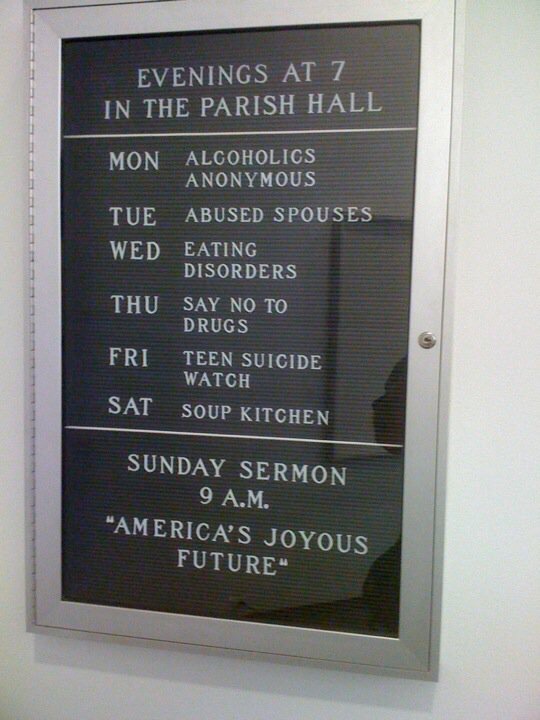 EVENINGS AT 7
IN THE PARISH HALL
MON ALCOHOLICS
ANONYMOUS
TUE ABUSED SPOUSES
WED EATING
DISORDERS
THU SAY NO TO
DRUGS
FRI TEEN SUICIDE
WATCH
SAT SOUP KITCHEN
SUNDAY SERMON
9 A.M.
"AMERICA'S JOYOUS
FUTURE"